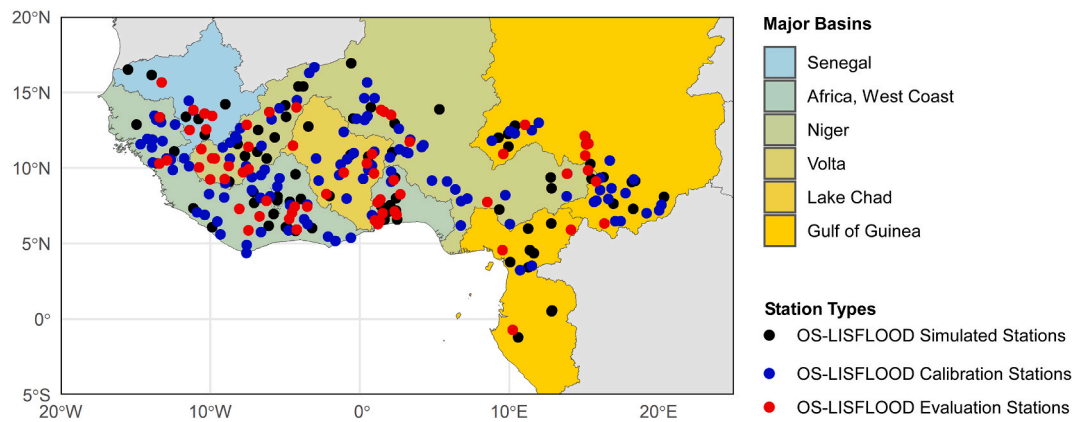 20°N
15°N
10°N
5°N
0°
5°S
20°W
10°W
0°
10°E
20°E
Major Basins
Senegal
Africa, West Coast
Niger
Volta
Lake Chad
Gulf of Guinea
Station Types
OS-LISFLOOD Simulated Stations
OS-LISFLOOD Calibration Stations
OS-LISFLOOD Evaluation Stations